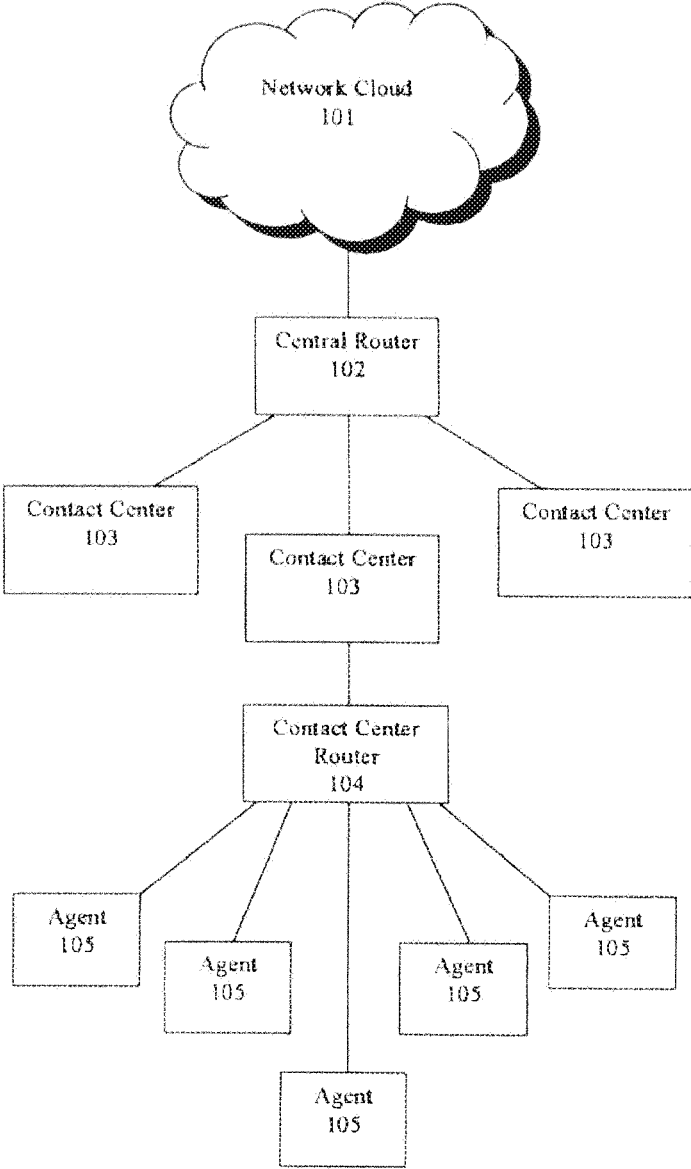 Network Cloud
101
Central Router
102
Contact Center
103
Contact Center
103
Contact Center
103
Contact Center
Router
104
Agent
105
Agent
105
Agent
105
Agent
105
Agent
105